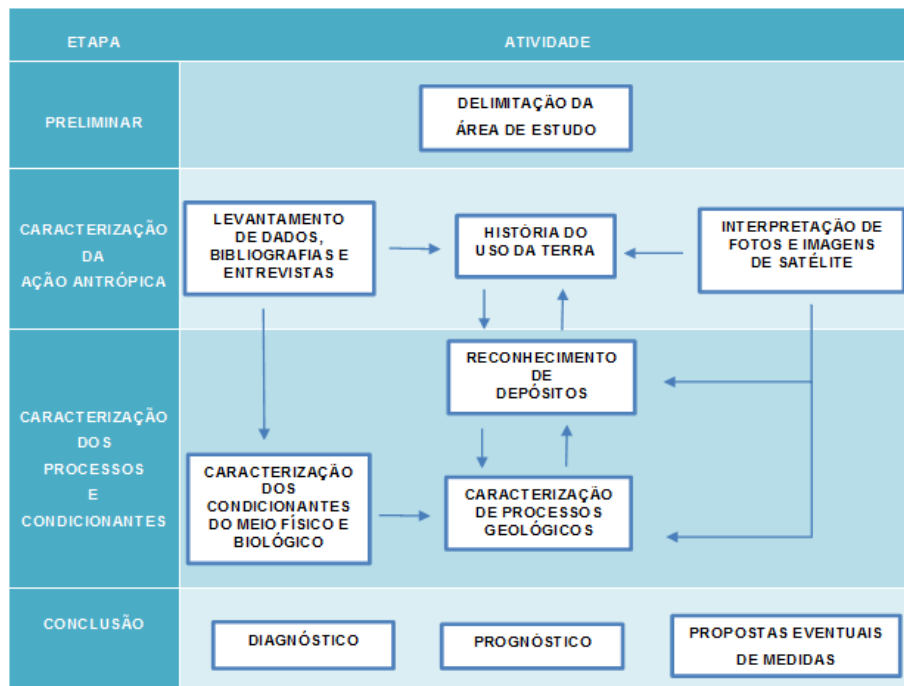 ETAPA
ATIVIDADE
PRELIMINAR
DELIMITAÇÃO DA
ÁREA DE ESTUDO
CARACTERIZAÇÃO
DA
AÇÃO ANTRÓPICA
LEVANTAMENTO
DE DADOS,
BIBLIOGRAFIAS E
ENTREVISTAS
HISTÓRIA DO
USO DA TERRA
INTERPRETAÇÃO DE
FOTOS E IMAGENS
DE SATÉLITE
CARACTERIZAÇÃO
DOS
PROCESSOS
E
CONDICIONANTES
RECONHECIMENTO
DE
DEPÓSITOS
CARACTERIZAÇÃO
DOS
CONDICIONANTES
DO MEIO FÍSICO E
BIOLÓGICO
CARACTERIZAÇÃO
DE PROCESSOS
GEOLÓGICOS
CONCLUSÃO
DIAGNÓSTICO
PROGNÓSTICO
PROPOSTAS EVENTUAIS
DE MEDIDAS